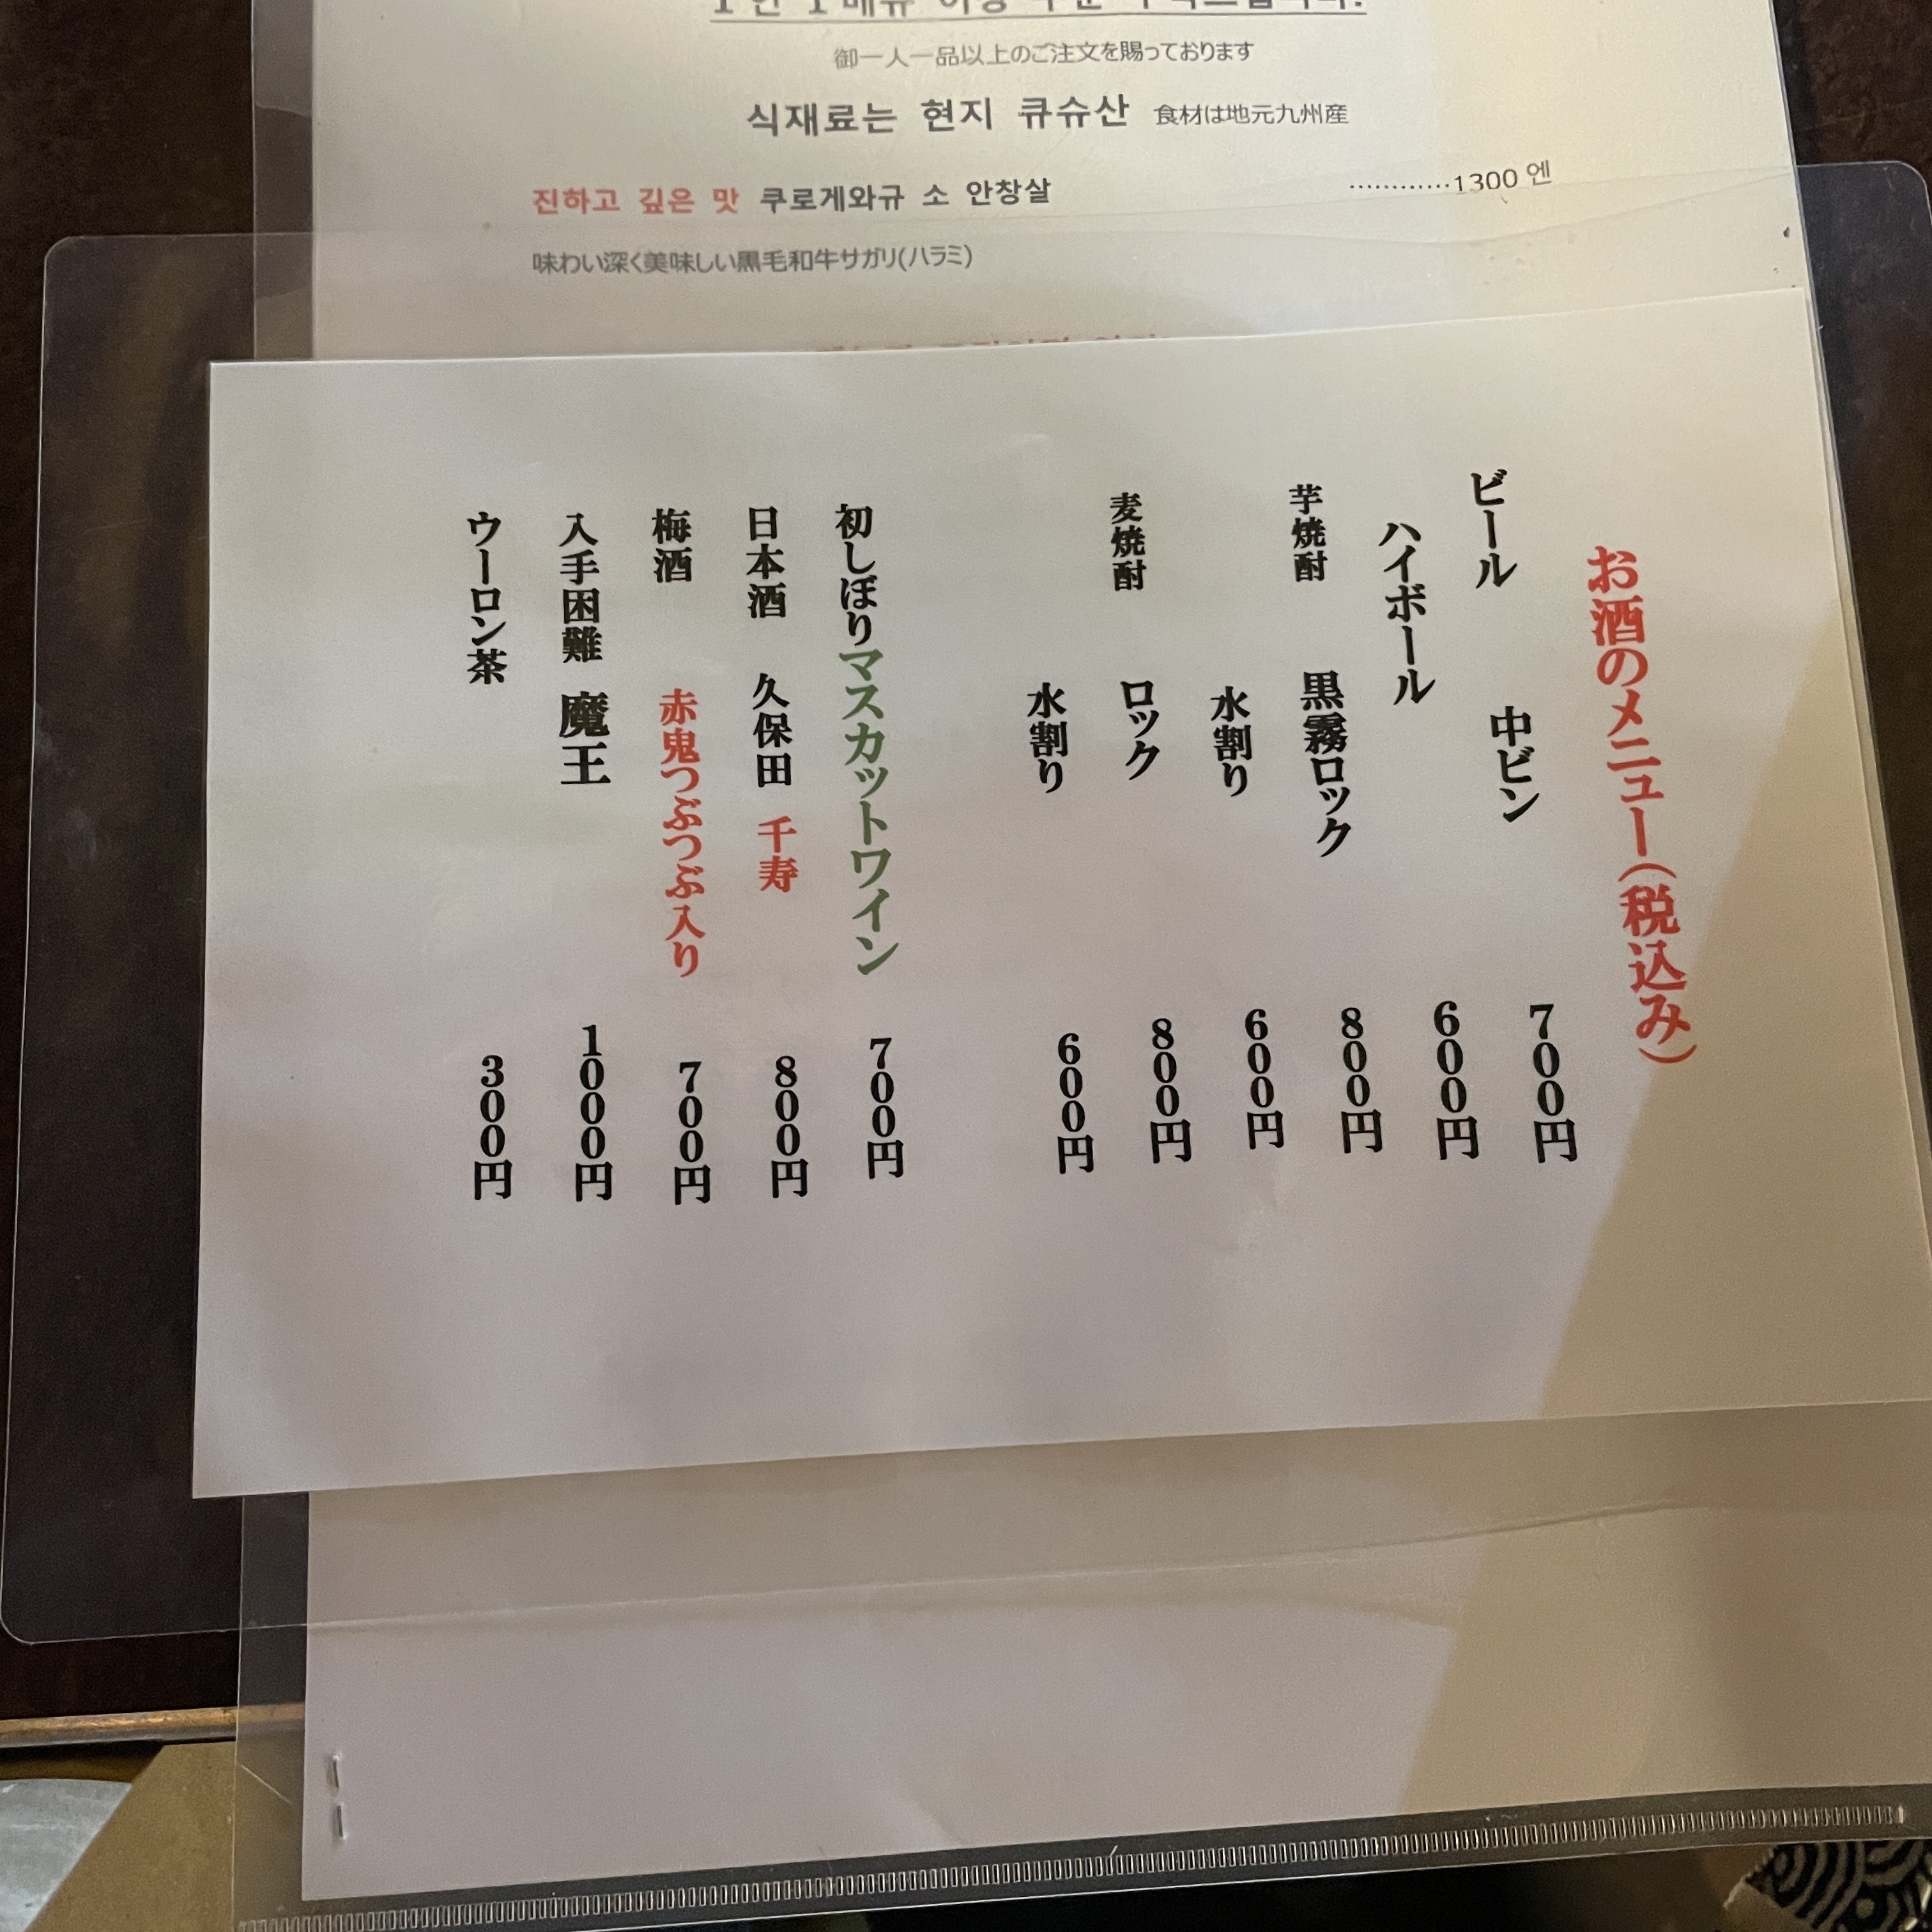 1인 1메뉴 이상
御一人一品以上のご注文を賜っております
식재료는 현지 큐슈산 食材は地元九州産
진하고 깊은 맛 쿠로게와규 소 안창살 …………1300 엔
味わい深く美味しい黒毛和牛サガリ(ハラミ)
お酒のメニュー(税込み)
ビール 中ビン 700円
ハイボール 600円
芋焼酎 黒霧ロック 800円
水割り 600円
麦焼酎 ロック 800円
水割り 600円
初しぼりマスカットワイン 700円
日本酒 久保田 千寿 800円
梅酒 赤鬼つぶつぶ入り 700円
入手困難 魔王 1000円
ウーロン茶 300円